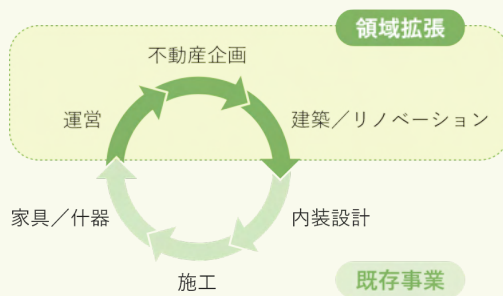 領域拡張
不動産企画
運営
建築／リノベーション
家具／什器
内装設計
施工
既存事業